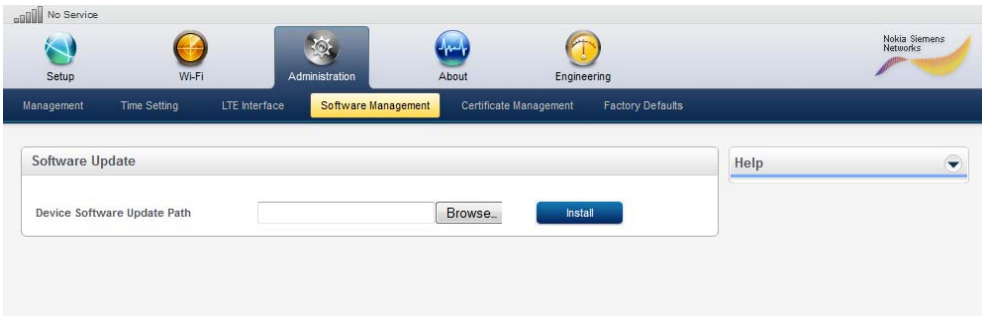 No Service
Setup
Wi-Fi
Administration
About
Engineering
Nokia Siemens
Networks
Management
Time Setting
LTE Interface
Software Management
Certificate Management
Factory Defaults
Software Update
Help
Device Software Update Path
Browse..
Install